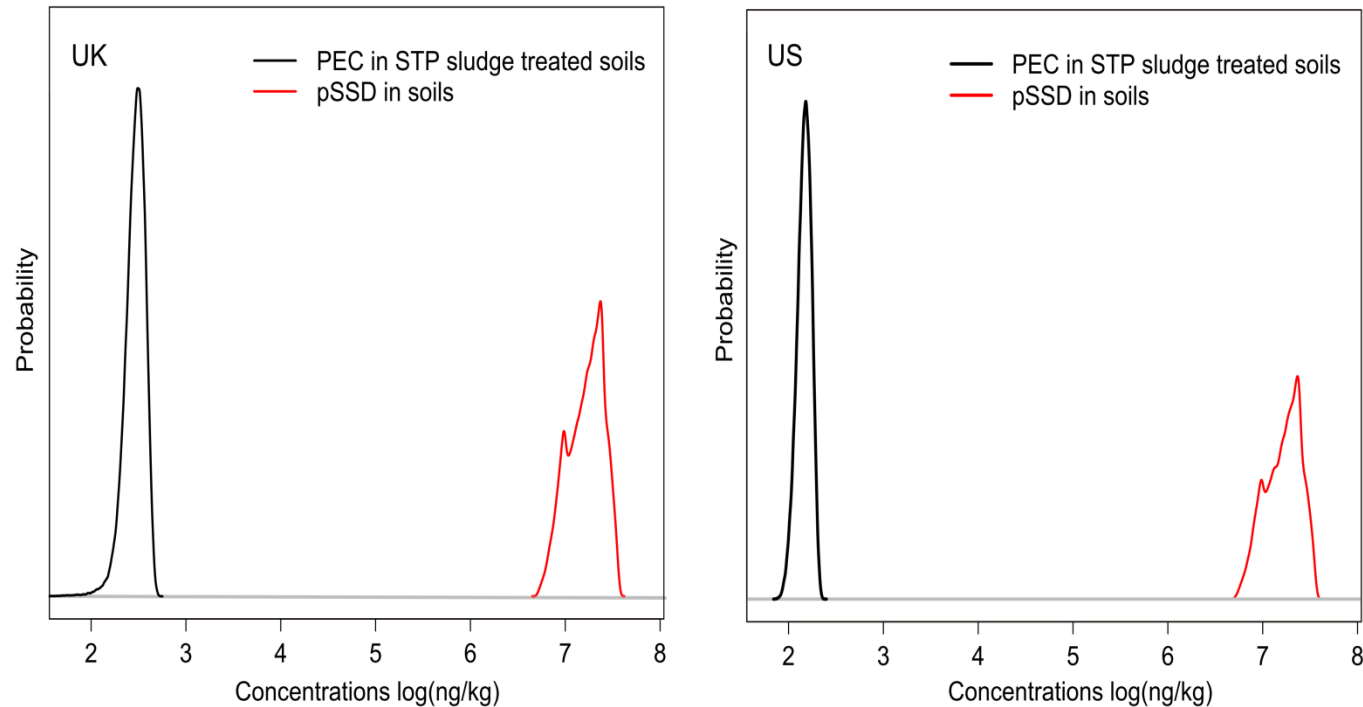 UK
PEC in STP sludge treated soils
pSSD in soils
Probability
2 3 4 5 6 7 8
Concentrations log(ng/kg)
US
PEC in STP sludge treated soils
pSSD in soils
Probability
2 3 4 5 6 7 8
Concentrations log(ng/kg)